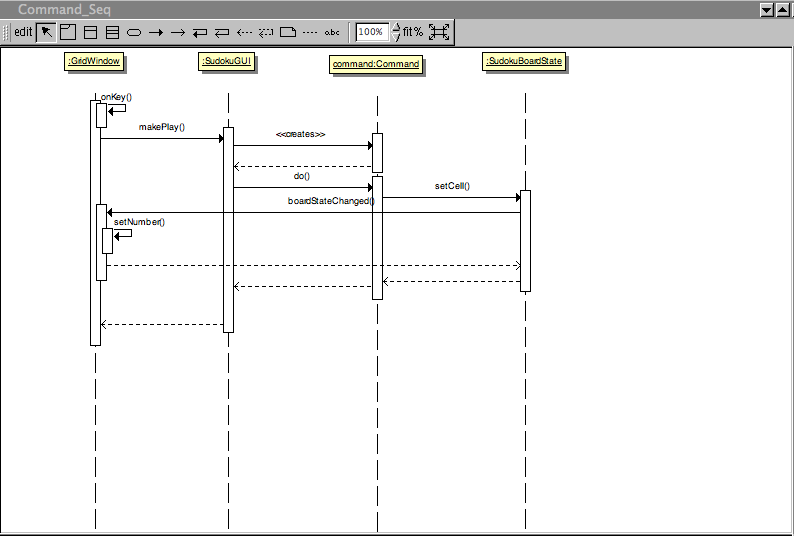 Command_Seq
edit abc 100% fit%
:GridWindow :SudokuGUI command:Command :SudokuBoardState
onKey()
makePlay() <<creates>>
do() setCell()
boardStateChanged()
setNumber()